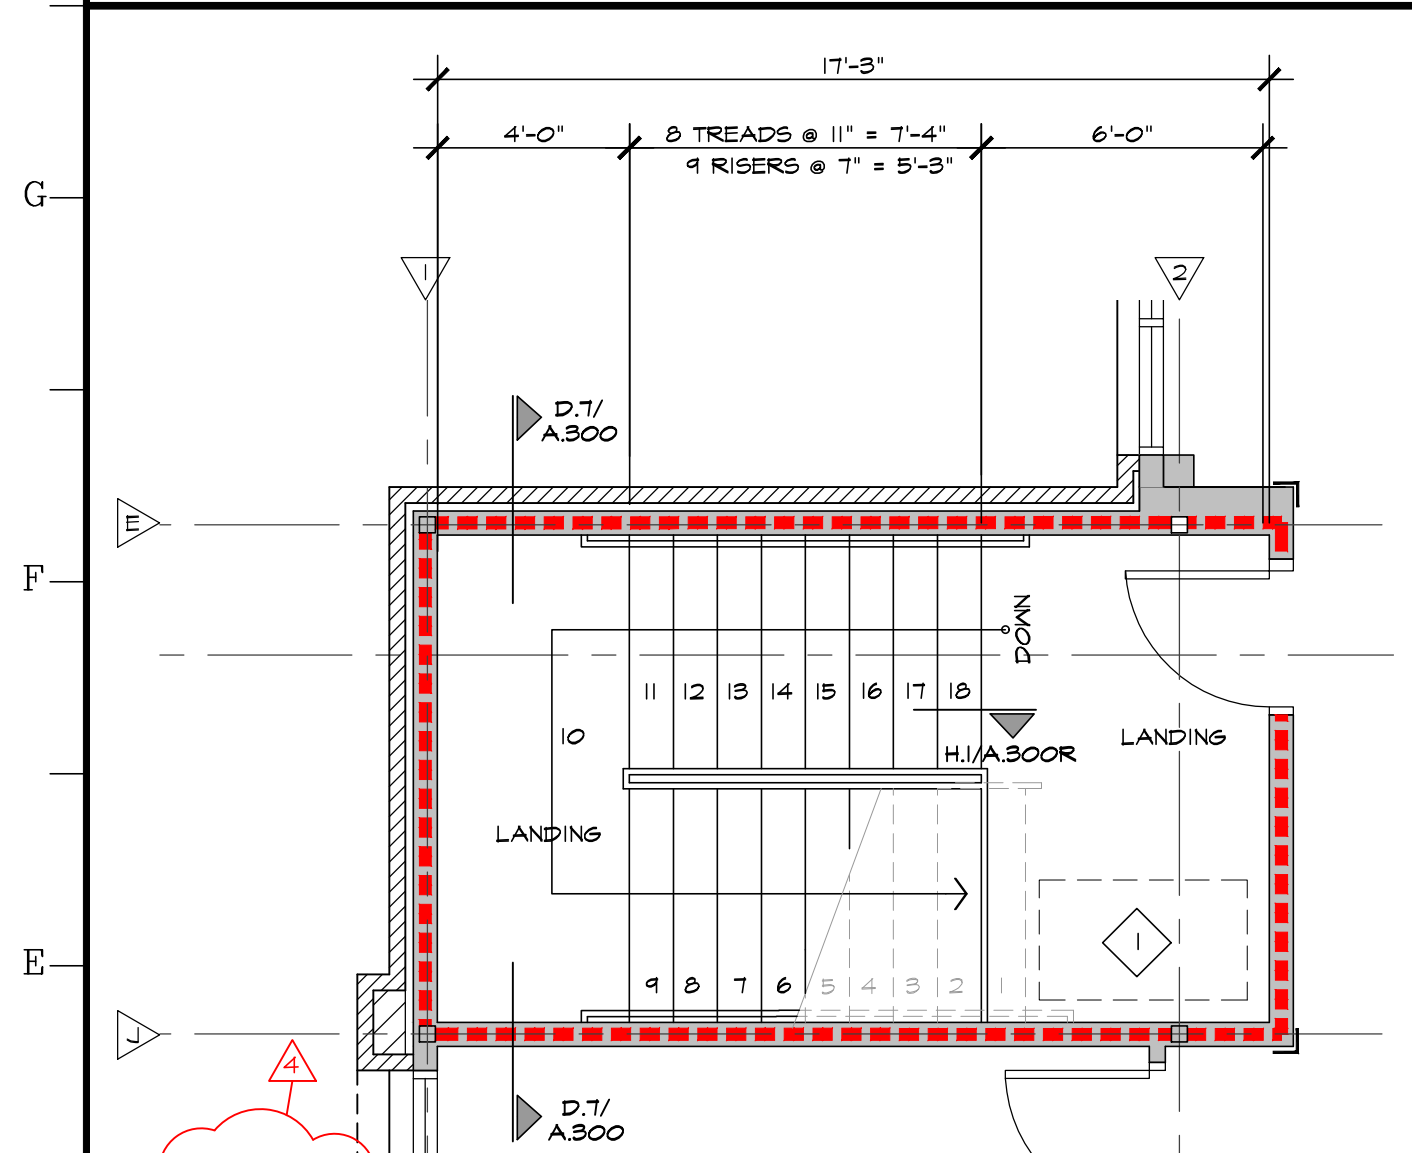 17'-3"
4'-0"
8 TREADS @ 11" = 7'-4"
6'-0"
9 RISERS @ 7" = 5'-3"
G
1
2
D.7/
A.300
E
F
DOWN
11 12 13 14 15 16 17 18
10
H.1/A.300R
LANDING
LANDING
1
E
9 8 7 6 5 4 3 2 1
J
4
D.7/
A.300